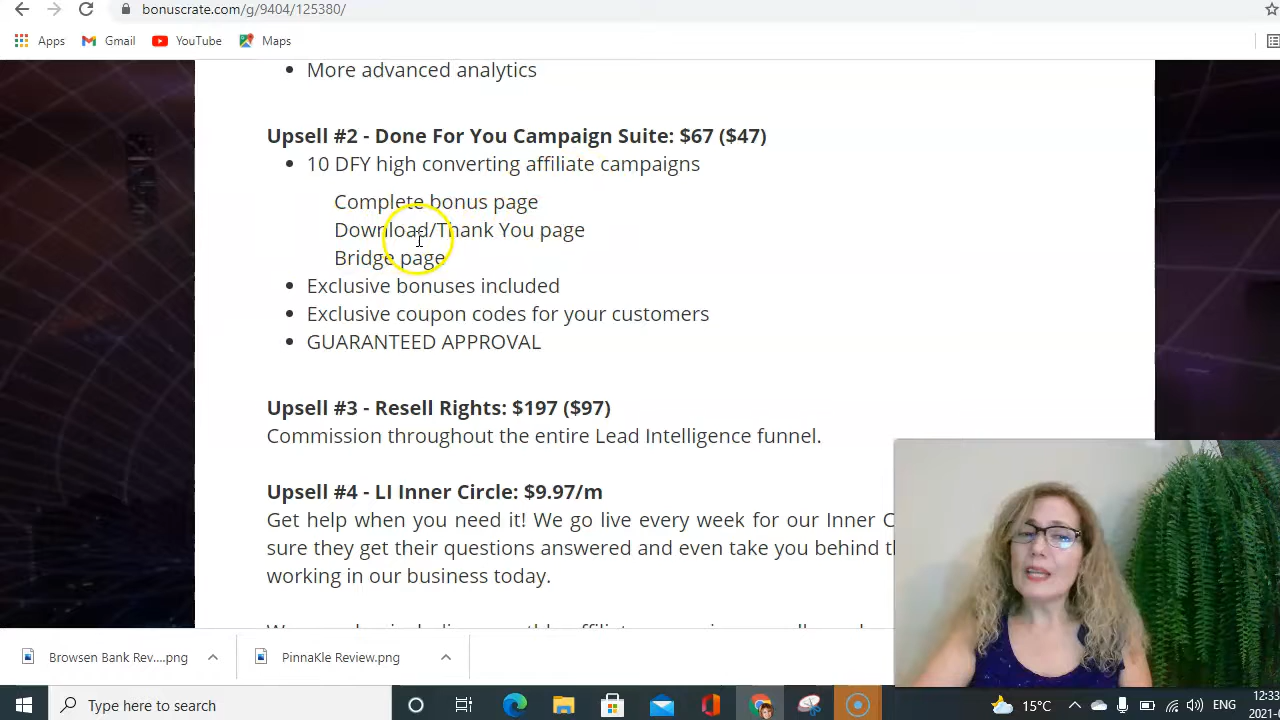 bonuscrate.com/g/9404/125380/
Apps Gmail YouTube Maps
More advanced analytics
Upsell #2 - Done For You Campaign Suite: $67 ($47)
10 DFY high converting affiliate campaigns
Complete bonus page
Download/Thank You page
Bridge page
Exclusive bonuses included
Exclusive coupon codes for your customers
GUARANTEED APPROVAL
Upsell #3 - Resell Rights: $197 ($97)
Commission throughout the entire Lead Intelligence funnel.
Upsell #4 - LI Inner Circle: $9.97/m
Get help when you need it! We go live every week for our Inner C
sure they get their questions answered and even take you behind th
working in our business today.
Browsen Bank Rev....png PinnaKle Review.png
Type here to search 15°C ENG 12:33
2021-